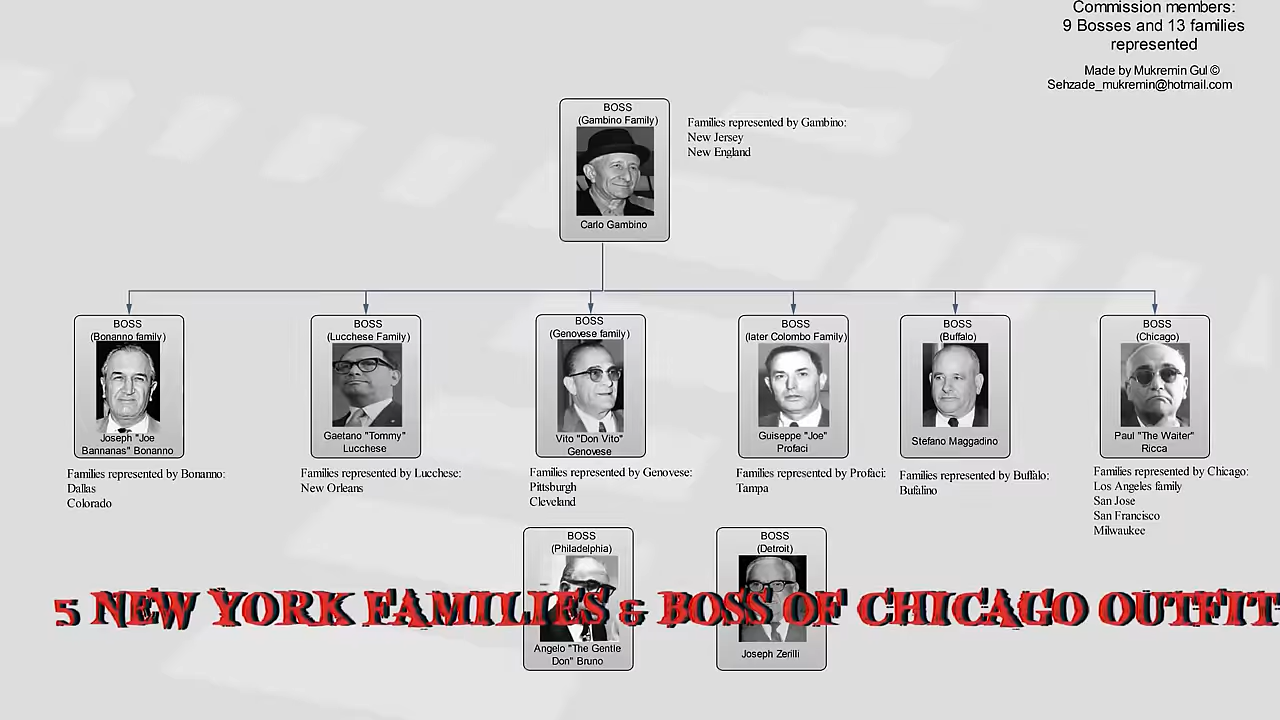 Commission members:
9 Bosses and 13 families
represented
Made by Mukremin Gul ©
Sehzade_mukremin@hotmail.com
BOSS
(Gambino Family)
Carlo Gambino
Families represented by Gambino:
New Jersey
New England
BOSS
(Bonanno family)
Joseph "Joe
Bannanas" Bonanno
Families represented by Bonanno:
Dallas
Colorado
BOSS
(Lucchese Family)
Gaetano "Tommy"
Lucchese
Families represented by Lucchese:
New Orleans
BOSS
(Genovese family)
Vito "Don Vito"
Genovese
Families represented by Genovese:
Pittsburgh
Cleveland
BOSS
(later Colombo Family)
Guiseppe "Joe"
Profaci
Families represented by Profaci:
Tampa
BOSS
(Buffalo)
Stefano Maggadino
Families represented by Buffalo:
Bufalino
BOSS
(Chicago)
Paul "The Waiter"
Ricca
Families represented by Chicago:
Los Angeles family
San Jose
San Francisco
Milwaukee
BOSS
(Philadelphia)
Angelo "The Gentle
Don" Bruno
BOSS
(Detroit)
Joseph Zerilli
5 NEW YORK FAMILIES & BOSS OF CHICAGO OUTFIT